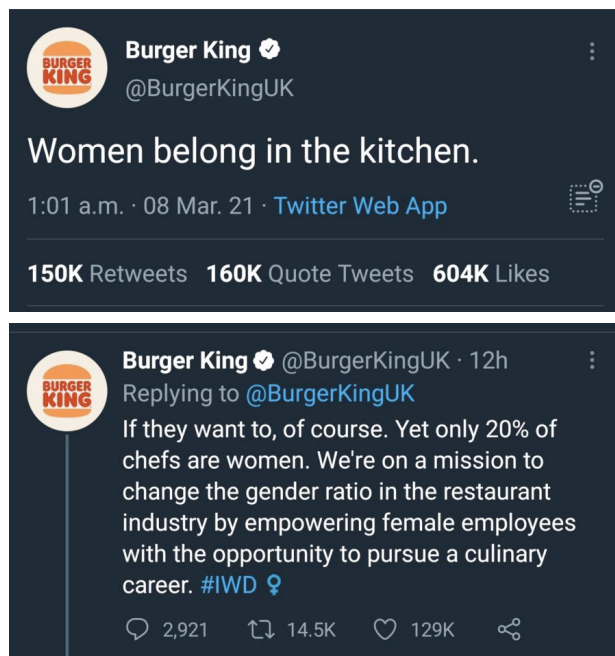 BURGER
KING
Burger King
@BurgerKingUK
Women belong in the kitchen.
1:01 a.m. · 08 Mar. 21 · Twitter Web App
150K Retweets 160K Quote Tweets 604K Likes
BURGER
KING
Burger King @BurgerKingUK · 12h
Replying to @BurgerKingUK
If they want to, of course. Yet only 20% of
chefs are women. We're on a mission to
change the gender ratio in the restaurant
industry by empowering female employees
with the opportunity to pursue a culinary
career. #IWD ♀
2,921 14.5K 129K